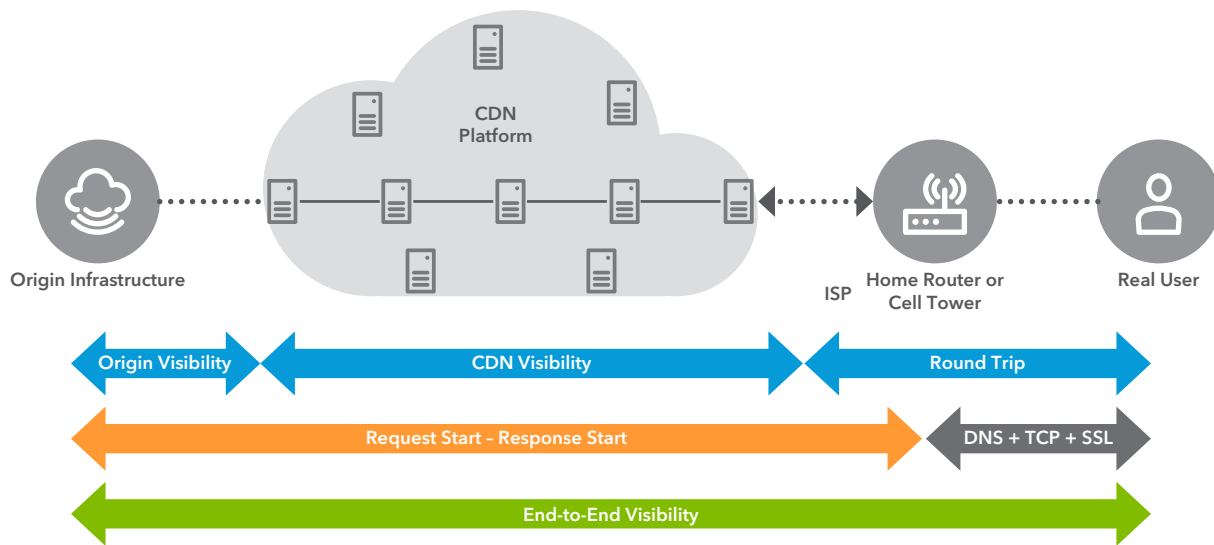 CDN
Platform
Origin Infrastructure
ISP
Home Router or
Cell Tower
Real User
Origin Visibility
CDN Visibility
Round Trip
Request Start – Response Start
DNS + TCP + SSL
End-to-End Visibility